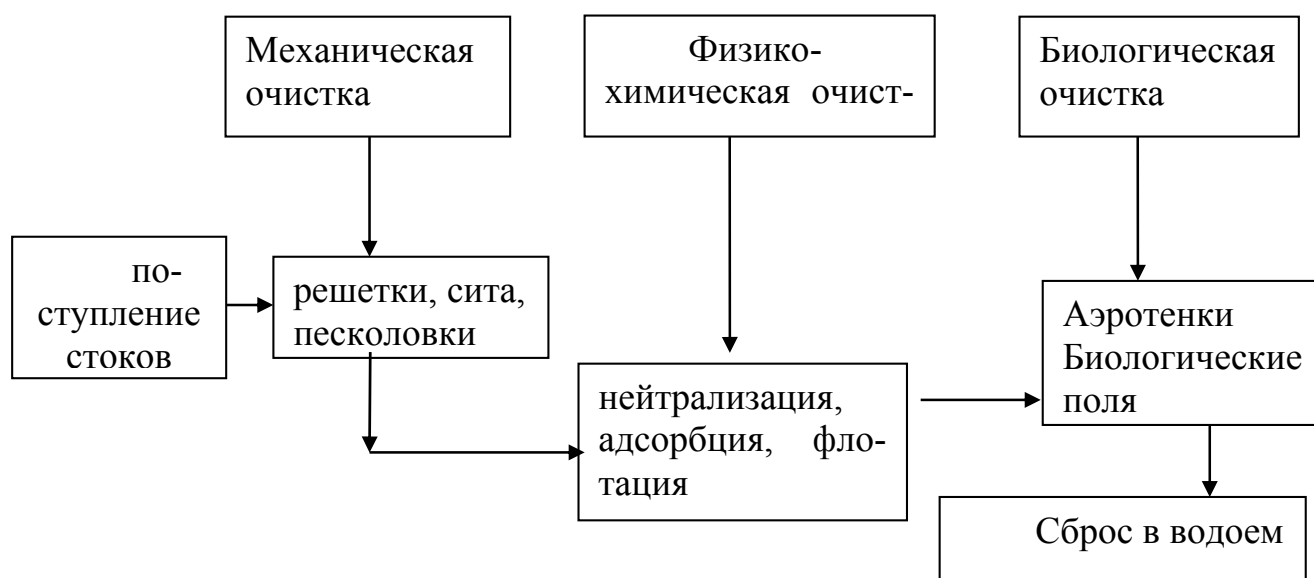 Механическая
очистка
Физико-
химическая очист-
Биологическая
очистка
по-
ступление
стоков
решетки, сита,
песколовки
нейтрализация,
адсорбция, фло-
тация
Аэротенки
Биологические
поля
Сброс в водоем